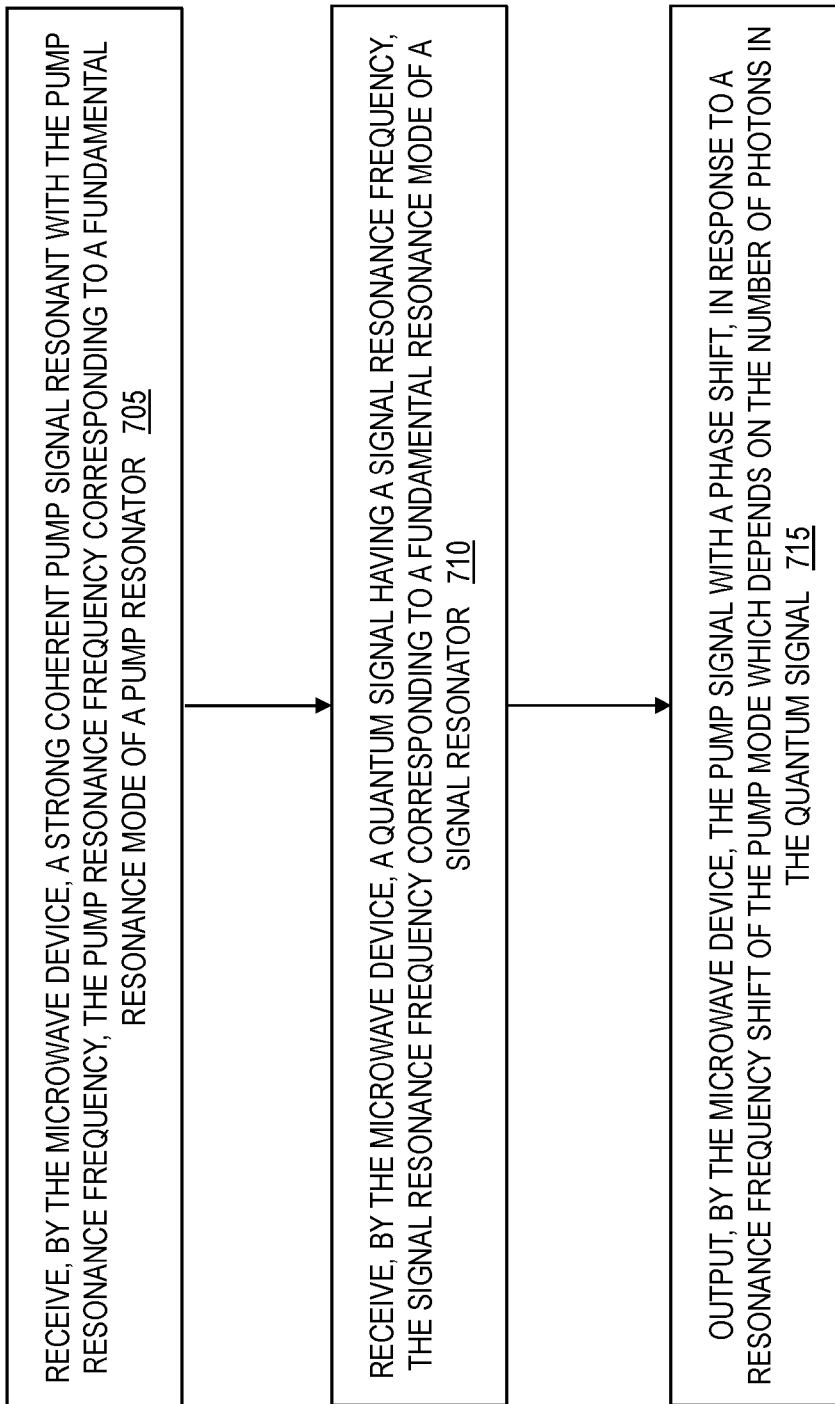 RECEIVE, BY THE MICROWAVE DEVICE, A STRONG COHERENT PUMP SIGNAL RESONANT WITH THE PUMP
RESONANCE FREQUENCY, THE PUMP RESONANCE FREQUENCY CORRESPONDING TO A FUNDAMENTAL
RESONANCE MODE OF A PUMP RESONATOR 705
RECEIVE, BY THE MICROWAVE DEVICE, A QUANTUM SIGNAL HAVING A SIGNAL RESONANCE FREQUENCY,
THE SIGNAL RESONANCE FREQUENCY CORRESPONDING TO A FUNDAMENTAL RESONANCE MODE OF A
SIGNAL RESONATOR 710
OUTPUT, BY THE MICROWAVE DEVICE, THE PUMP SIGNAL WITH A PHASE SHIFT, IN RESPONSE TO A
RESONANCE FREQUENCY SHIFT OF THE PUMP MODE WHICH DEPENDS ON THE NUMBER OF PHOTONS IN
THE QUANTUM SIGNAL 715